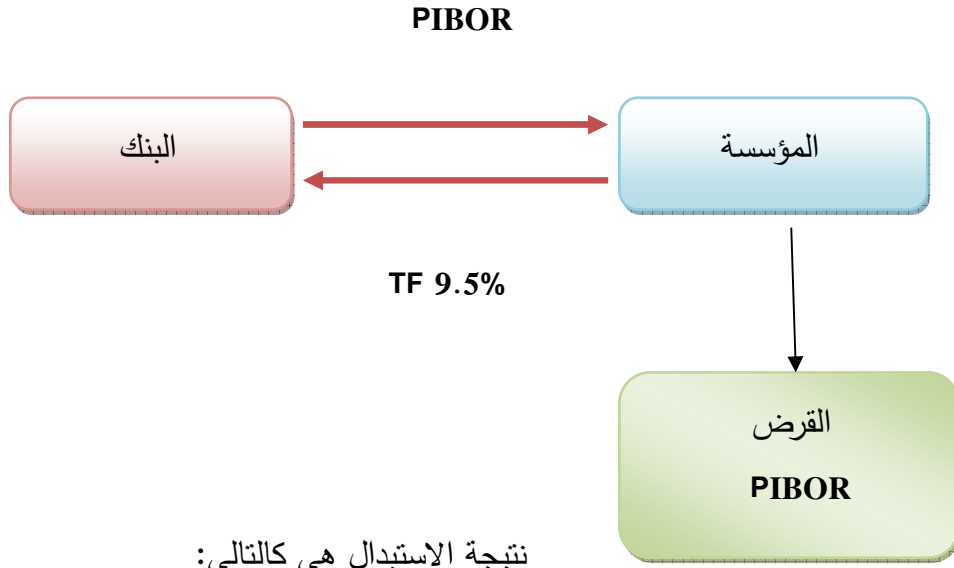 PIBOR
المؤسسة
البنك
TF 9.5%
القرض
PIBOR
نتيجة الاستبدال هي كالتالي: